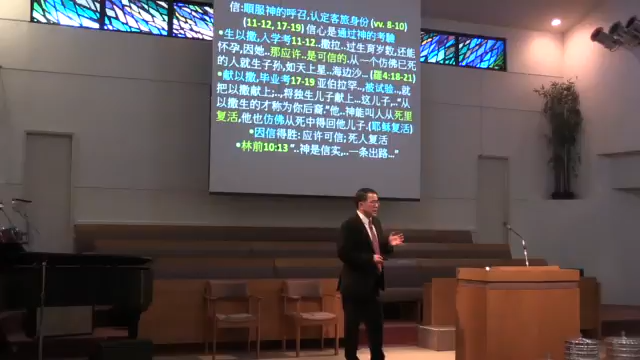 信:順服神的呼召,认定客旅身份 (vv. 8-10)
(11-12, 17-19) 信心是通过神的考驗
•生以撒,入学考11-12..撒拉..过生育岁数,还能
怀孕,因她..那应许..是可信的.从一个仿佛已死
的人就生子孙,如天上星..海边沙... (羅4:18-21)
•献以撒,毕业考17-19 亚伯拉罕..,被试验..,就
把以撒献上;..,将独生儿子献上...这儿子,.."从
以撒生的才称为你后裔."他..神能叫人从死里
复活,他也仿佛从死中得回他儿子.(耶稣复活)
•因信得胜: 应许可信; 死人复活
•林前10:13 "..神是信实,...一条出路..."